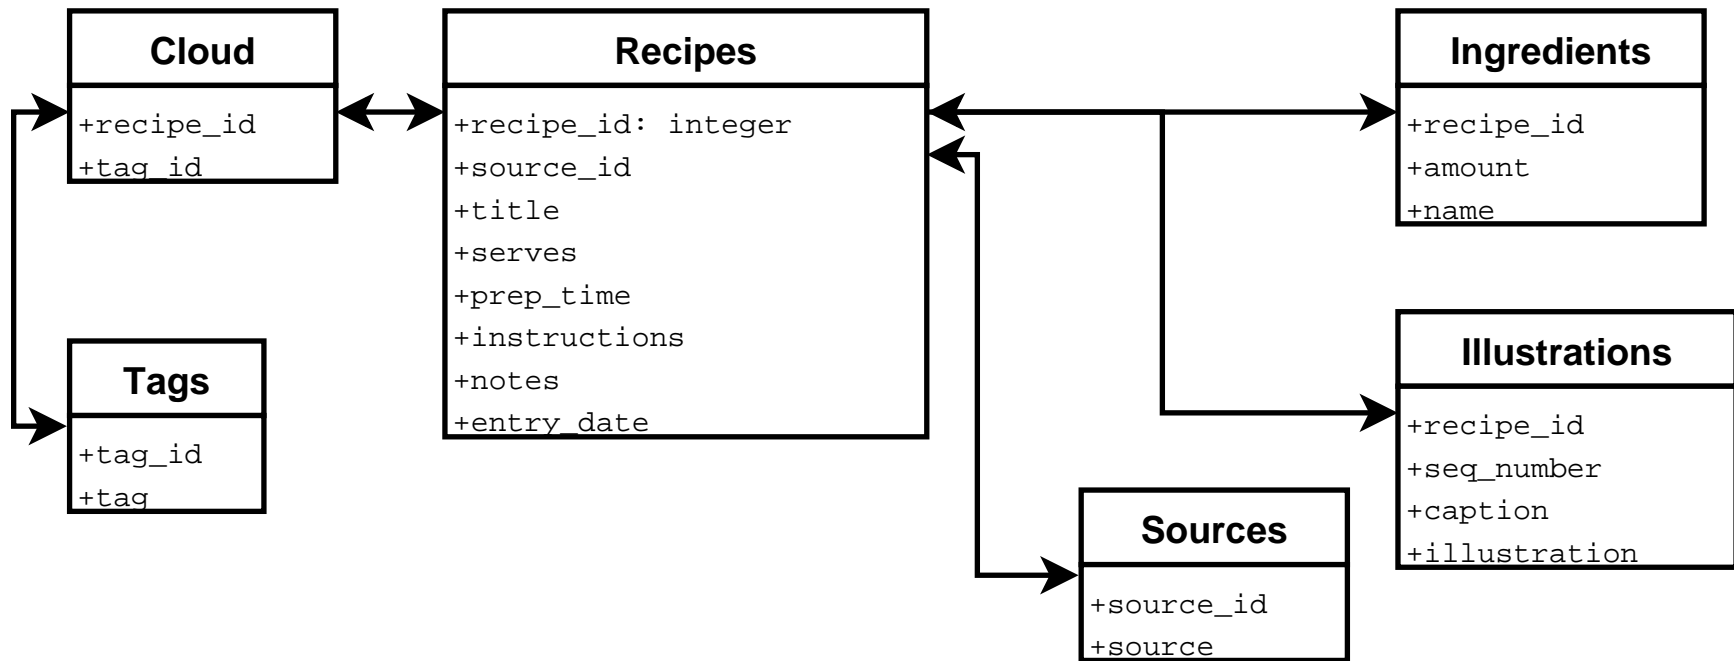 Cloud
+recipe_id
+tag_id
Recipes
+recipe_id: integer
+source_id
+title
+serves
+prep_time
+instructions
+notes
+entry_date
Ingredients
+recipe_id
+amount
+name
Tags
+tag_id
+tag
Illustrations
+recipe_id
+seq_number
+caption
+illustration
Sources
+source_id
+source